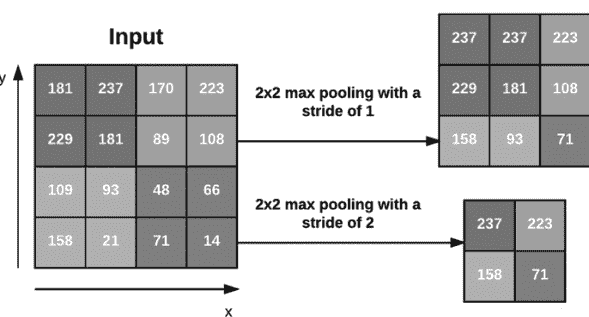 Input
y
181 237 170 223
229 181 89 108
109 93 48 66
158 21 71 14
x
2x2 max pooling with a
stride of 1
237 237 223
229 181 108
158 93 71
2x2 max pooling with a
stride of 2
237 223
158 71